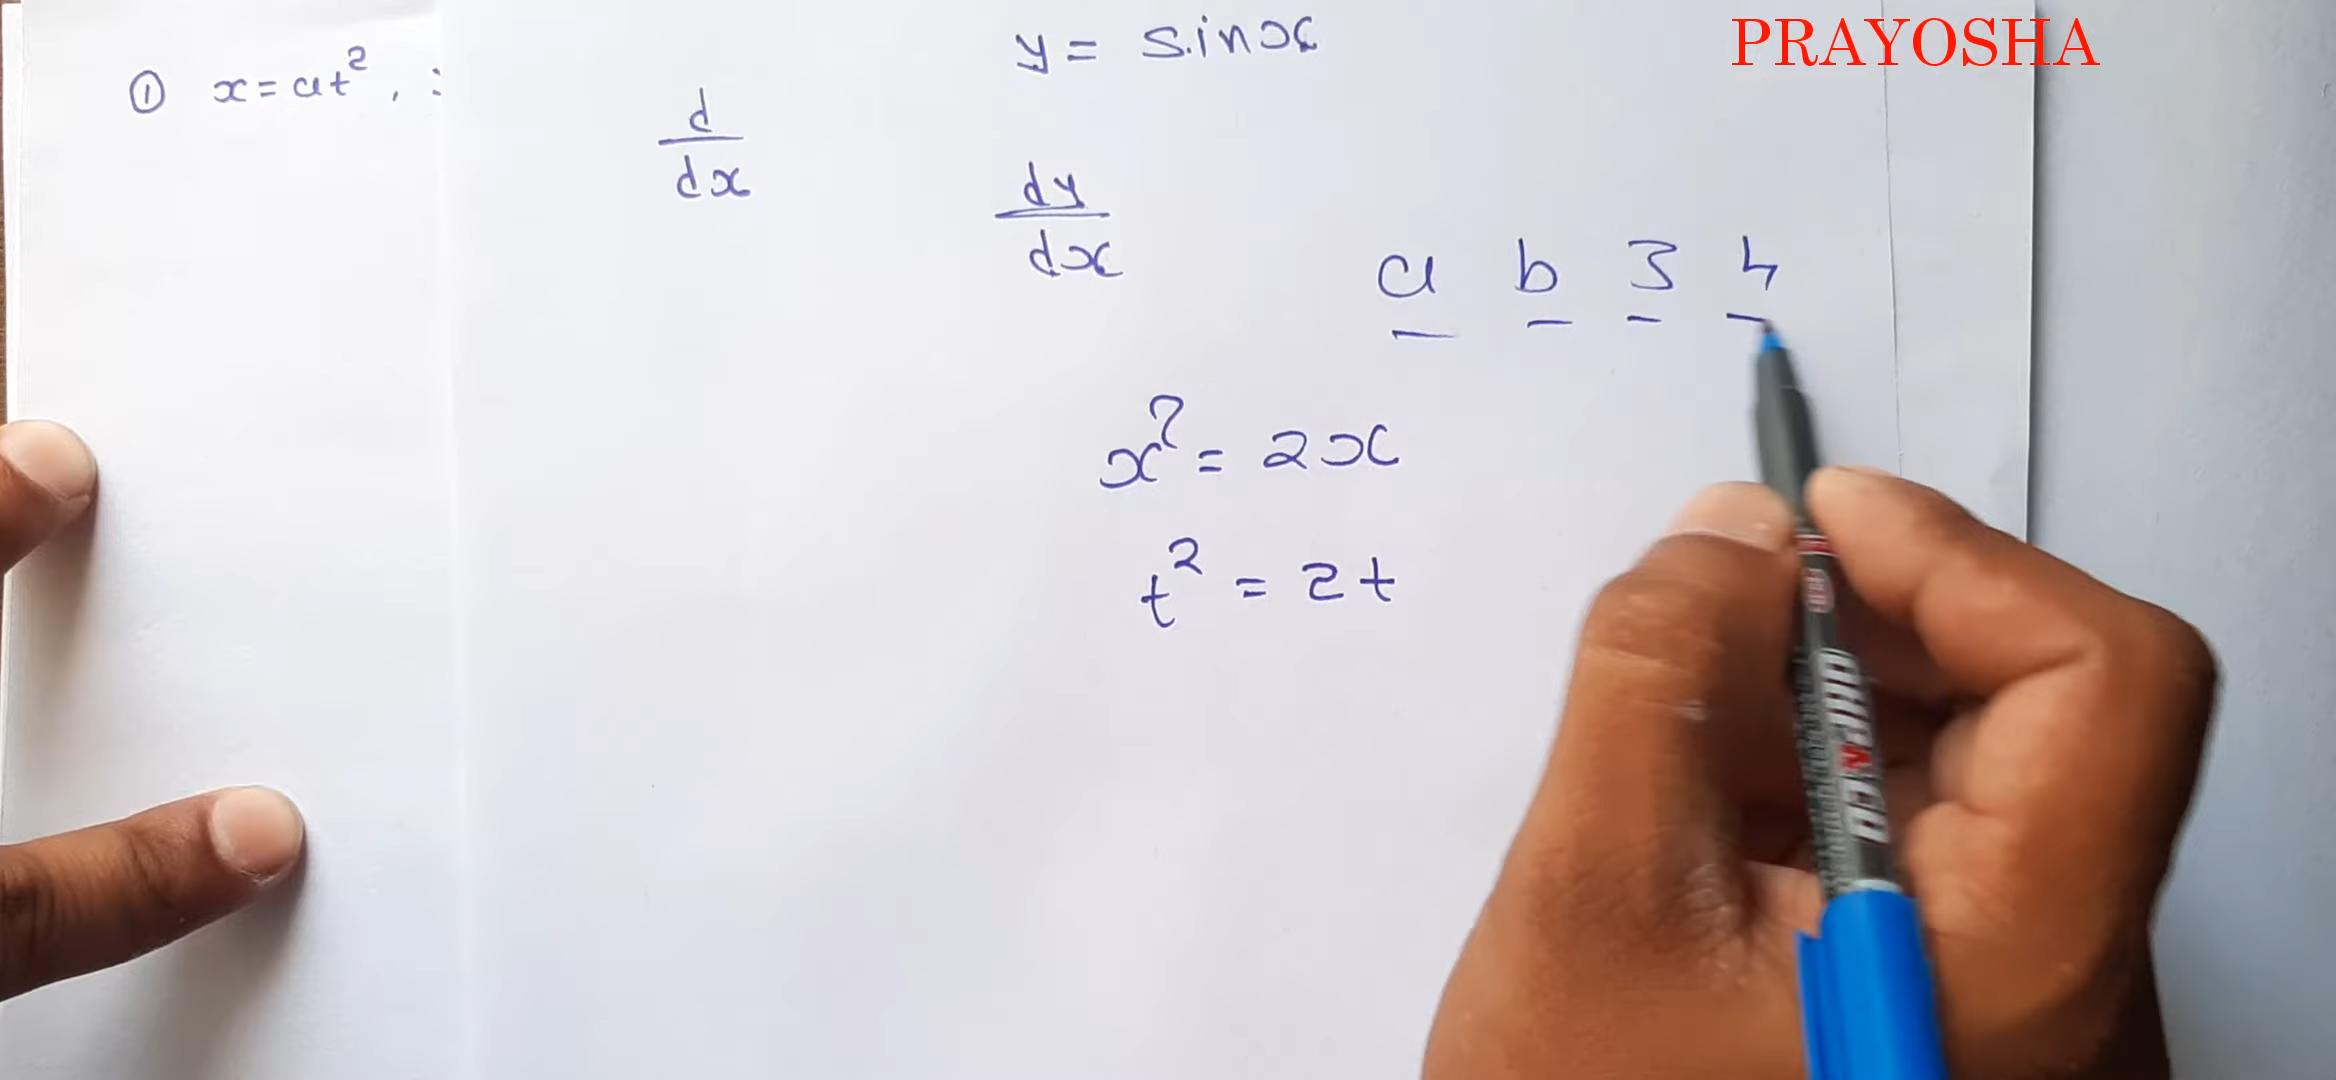 PRAYOSHA
① x = at², :
y = sinx
d
dx
dy
dx
a b 3 4
x² = 2x
t² = 2t